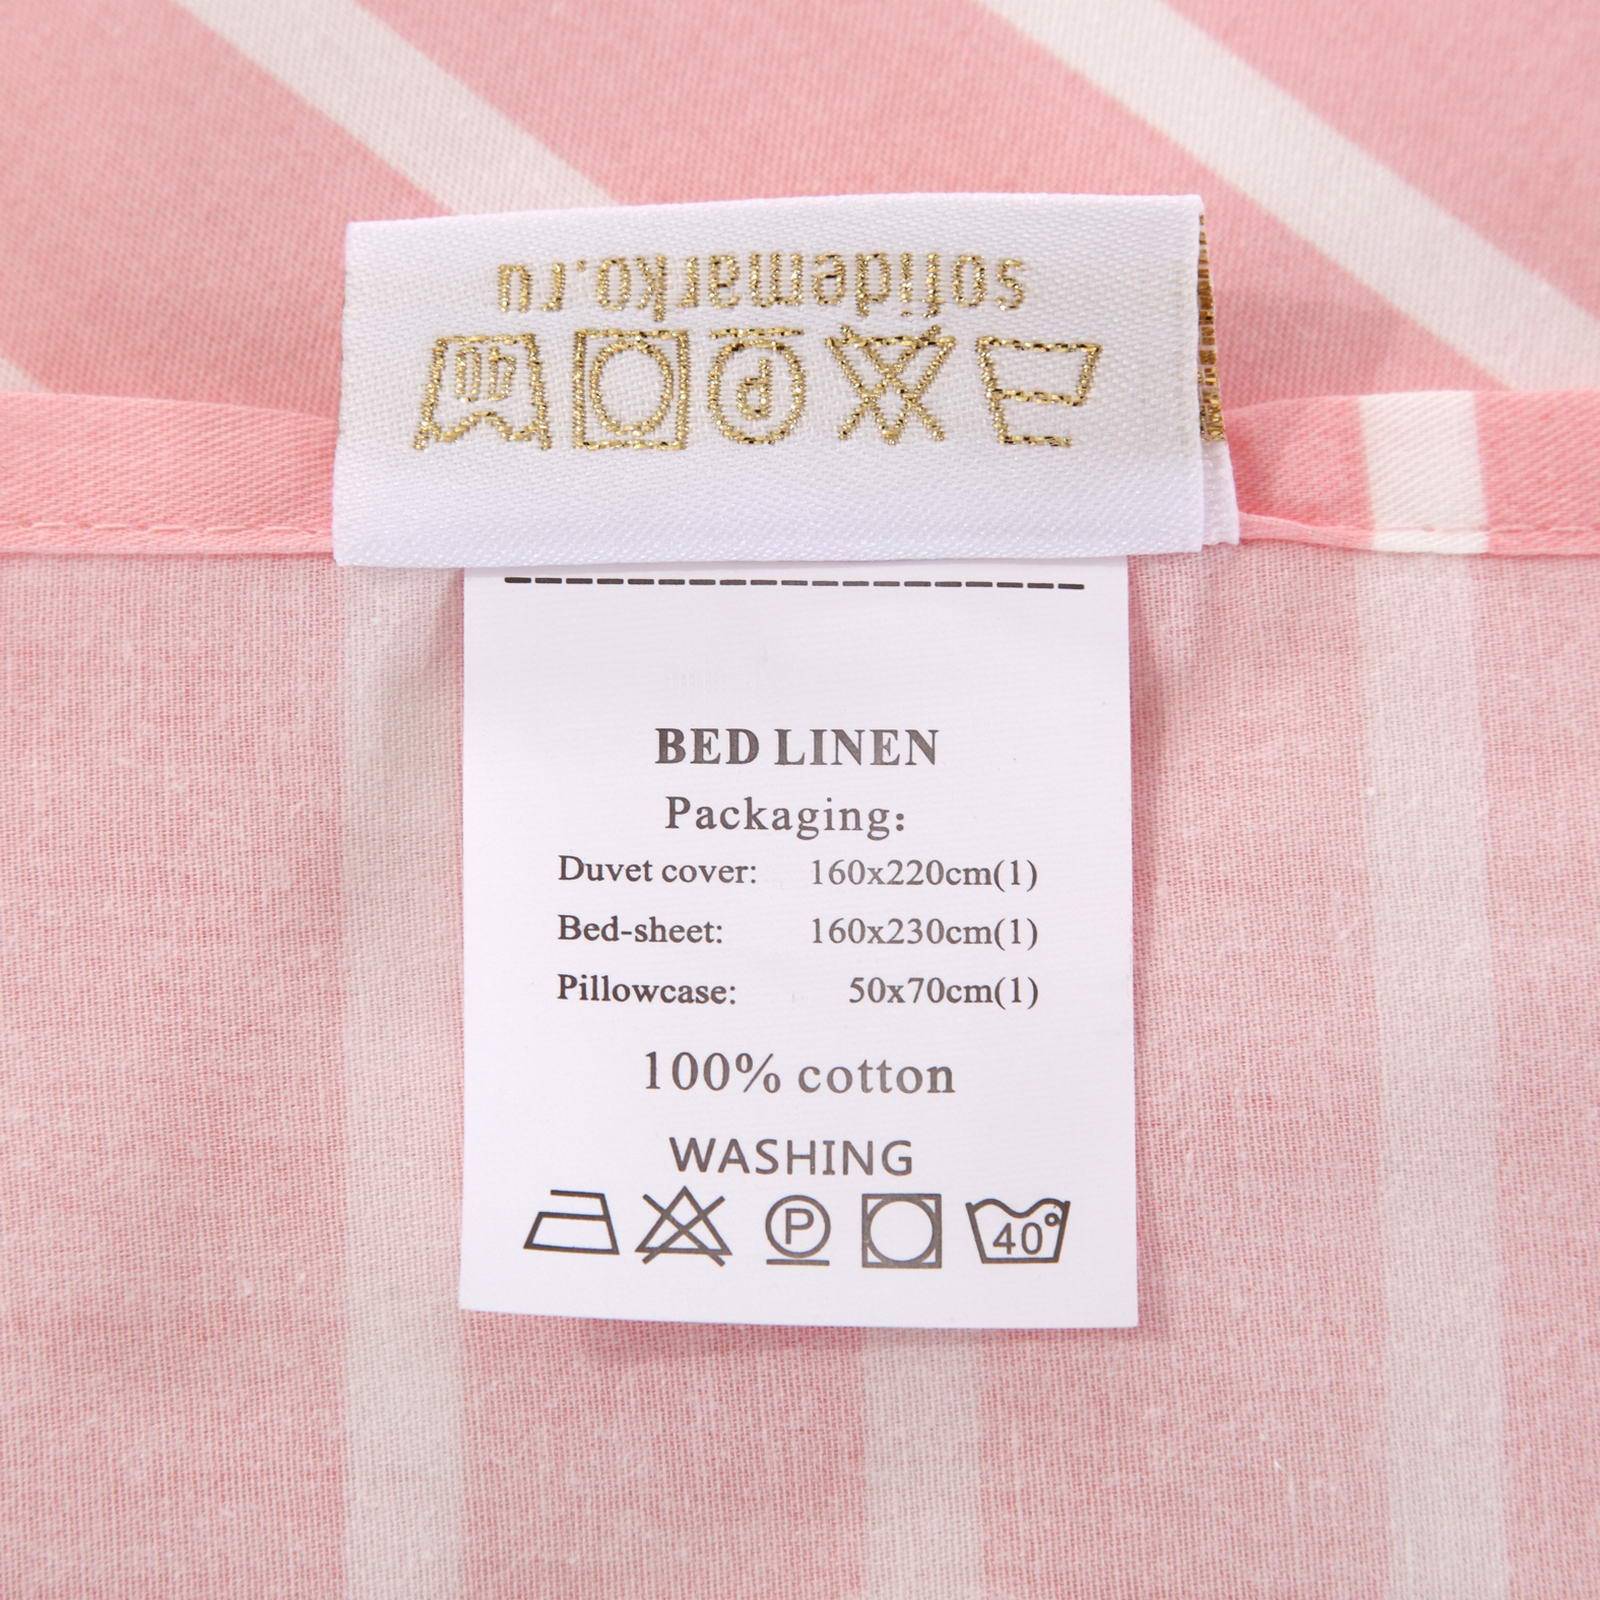 sofidemarko.ru
40
BED LINEN
Packaging:
Duvet cover: 160x220cm(1)
Bed-sheet: 160x230cm(1)
Pillowcase: 50x70cm(1)
100% cotton
WASHING
P 40°